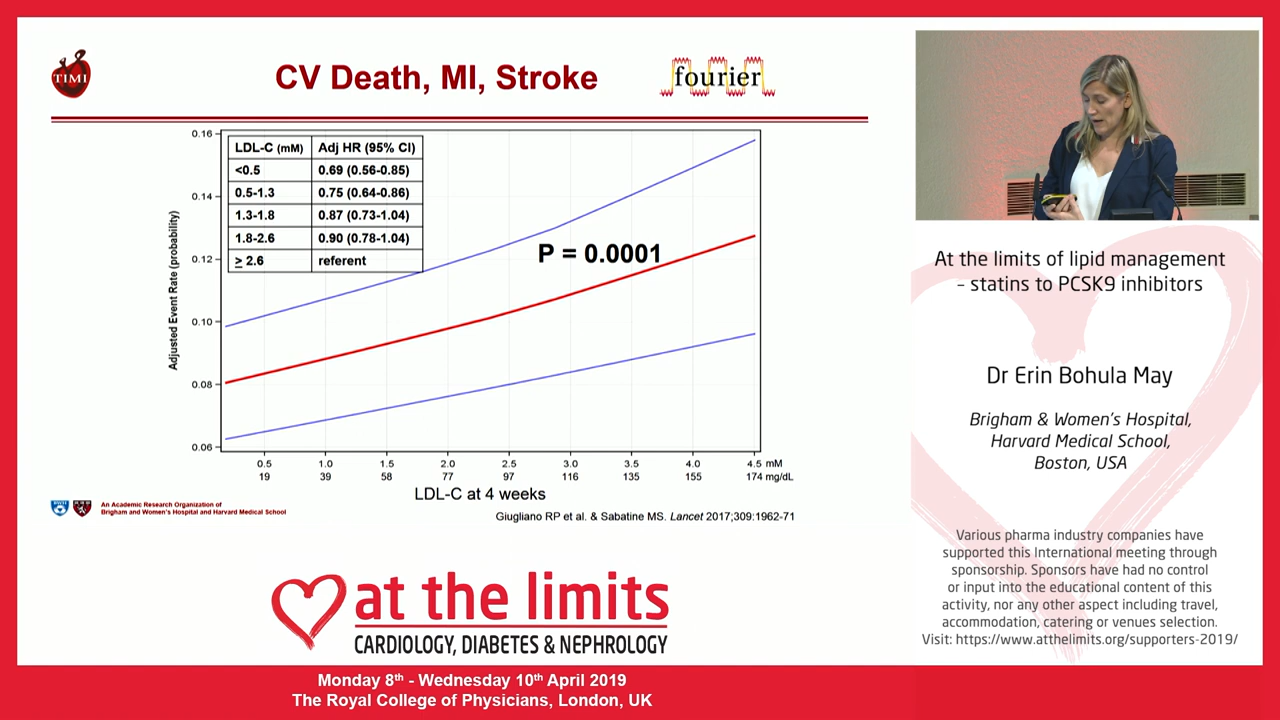 TIMI
CV Death, MI, Stroke
fourier
LDL-C (mM) Adj HR (95% CI)
<0.5 0.69 (0.56-0.85)
0.5-1.3 0.75 (0.64-0.86)
1.3-1.8 0.87 (0.73-1.04)
1.8-2.6 0.90 (0.78-1.04)
≥ 2.6 referent
P = 0.0001
Adjusted Event Rate (probability)
0.16
0.14
0.12
0.10
0.08
0.06
0.5 1.0 1.5 2.0 2.5 3.0 3.5 4.0 4.5 mM
19 39 58 77 97 116 135 155 174 mg/dL
LDL-C at 4 weeks
An Academic Research Organization of
Brigham and Women's Hospital and Harvard Medical School
Giugliano RP et al. & Sabatine MS. Lancet 2017;309:1962-71
at the limits
CARDIOLOGY, DIABETES & NEPHROLOGY
Monday 8th - Wednesday 10th April 2019
The Royal College of Physicians, London, UK
At the limits of lipid management
– statins to PCSK9 inhibitors
Dr Erin Bohula May
Brigham & Women's Hospital,
Harvard Medical School,
Boston, USA
Various pharma industry companies have
supported this International meeting through
sponsorship. Sponsors have had no control
or input into the educational content of this
activity, nor any other aspect including travel,
accommodation, catering or venues selection.
Visit: https://www.atthelimits.org/supporters-2019/